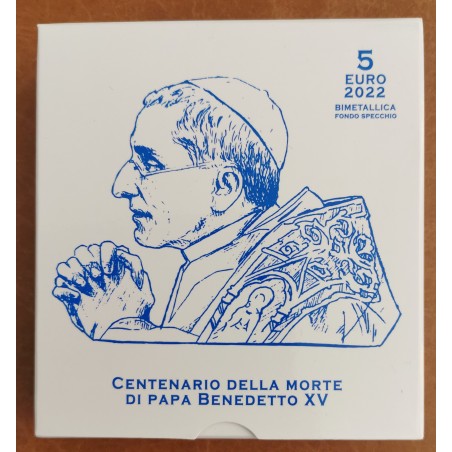 5
EURO
2022
BIMETALLICA
FONDO SPECCHIO
CENTENARIO DELLA MORTE
DI PAPA BENEDETTO XV